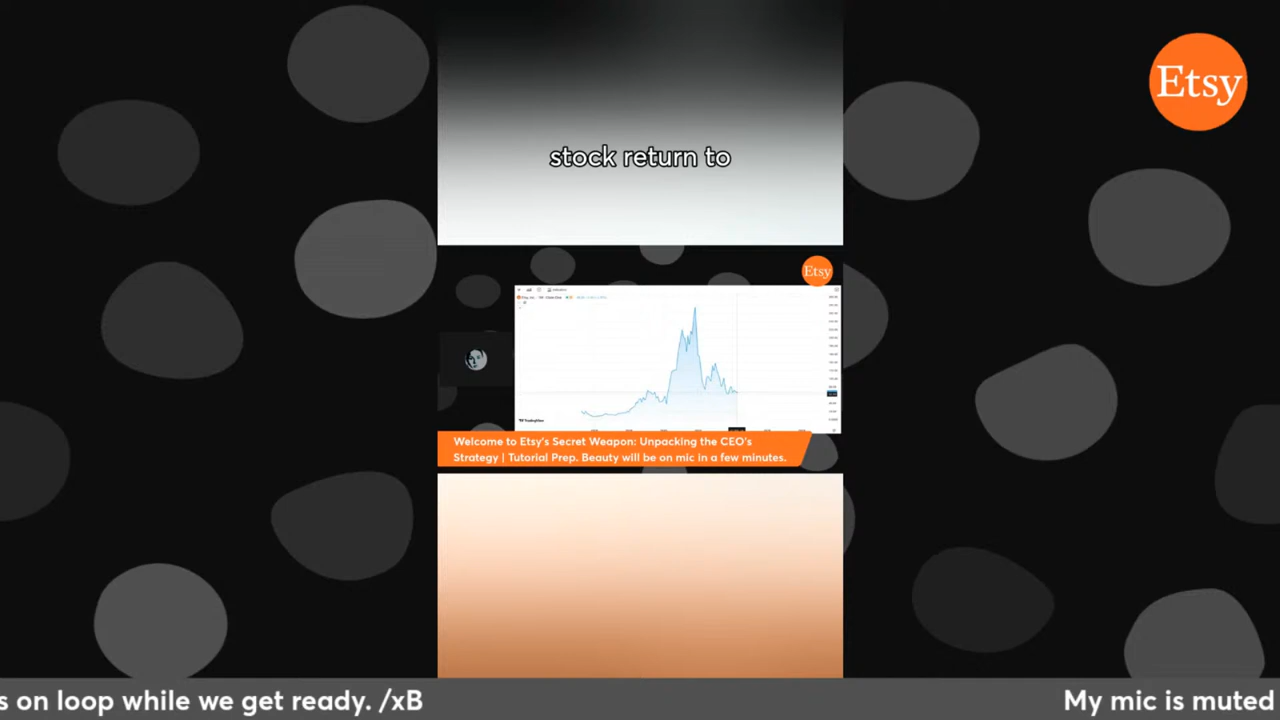 Etsy
stock return to
Etsy
TradingView
Welcome to Etsy's Secret Weapon: Unpacking the CEO's
Strategy | Tutorial Prep. Beauty will be on mic in a few minutes.
s on loop while we get ready. /xB
My mic is muted